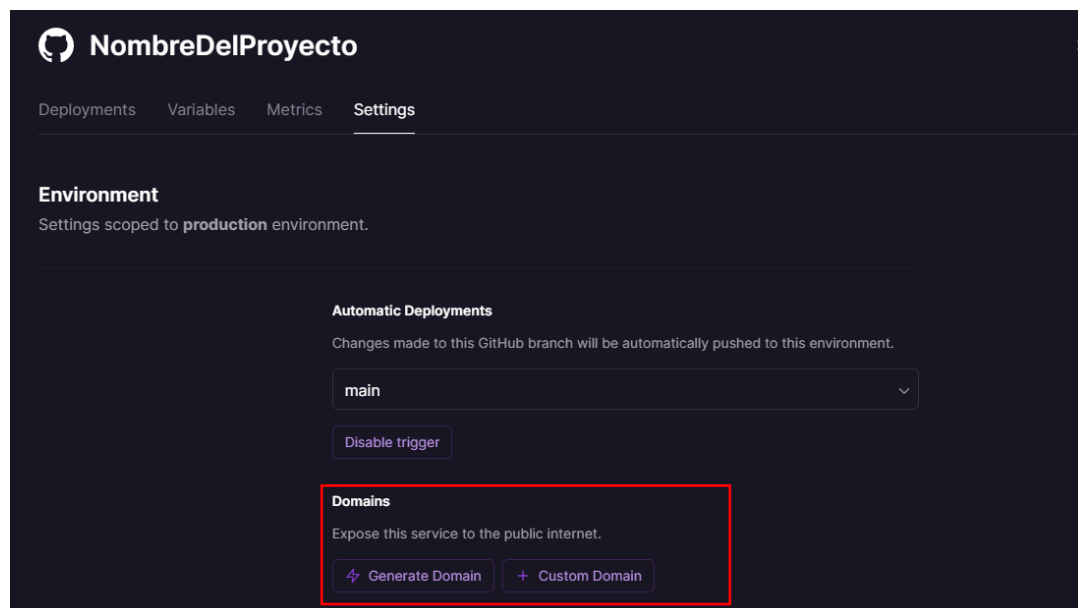 NombreDelProyecto
Deployments Variables Metrics Settings
Environment
Settings scoped to production environment.
Automatic Deployments
Changes made to this GitHub branch will be automatically pushed to this environment.
main
Disable trigger
Domains
Expose this service to the public internet.
Generate Domain + Custom Domain